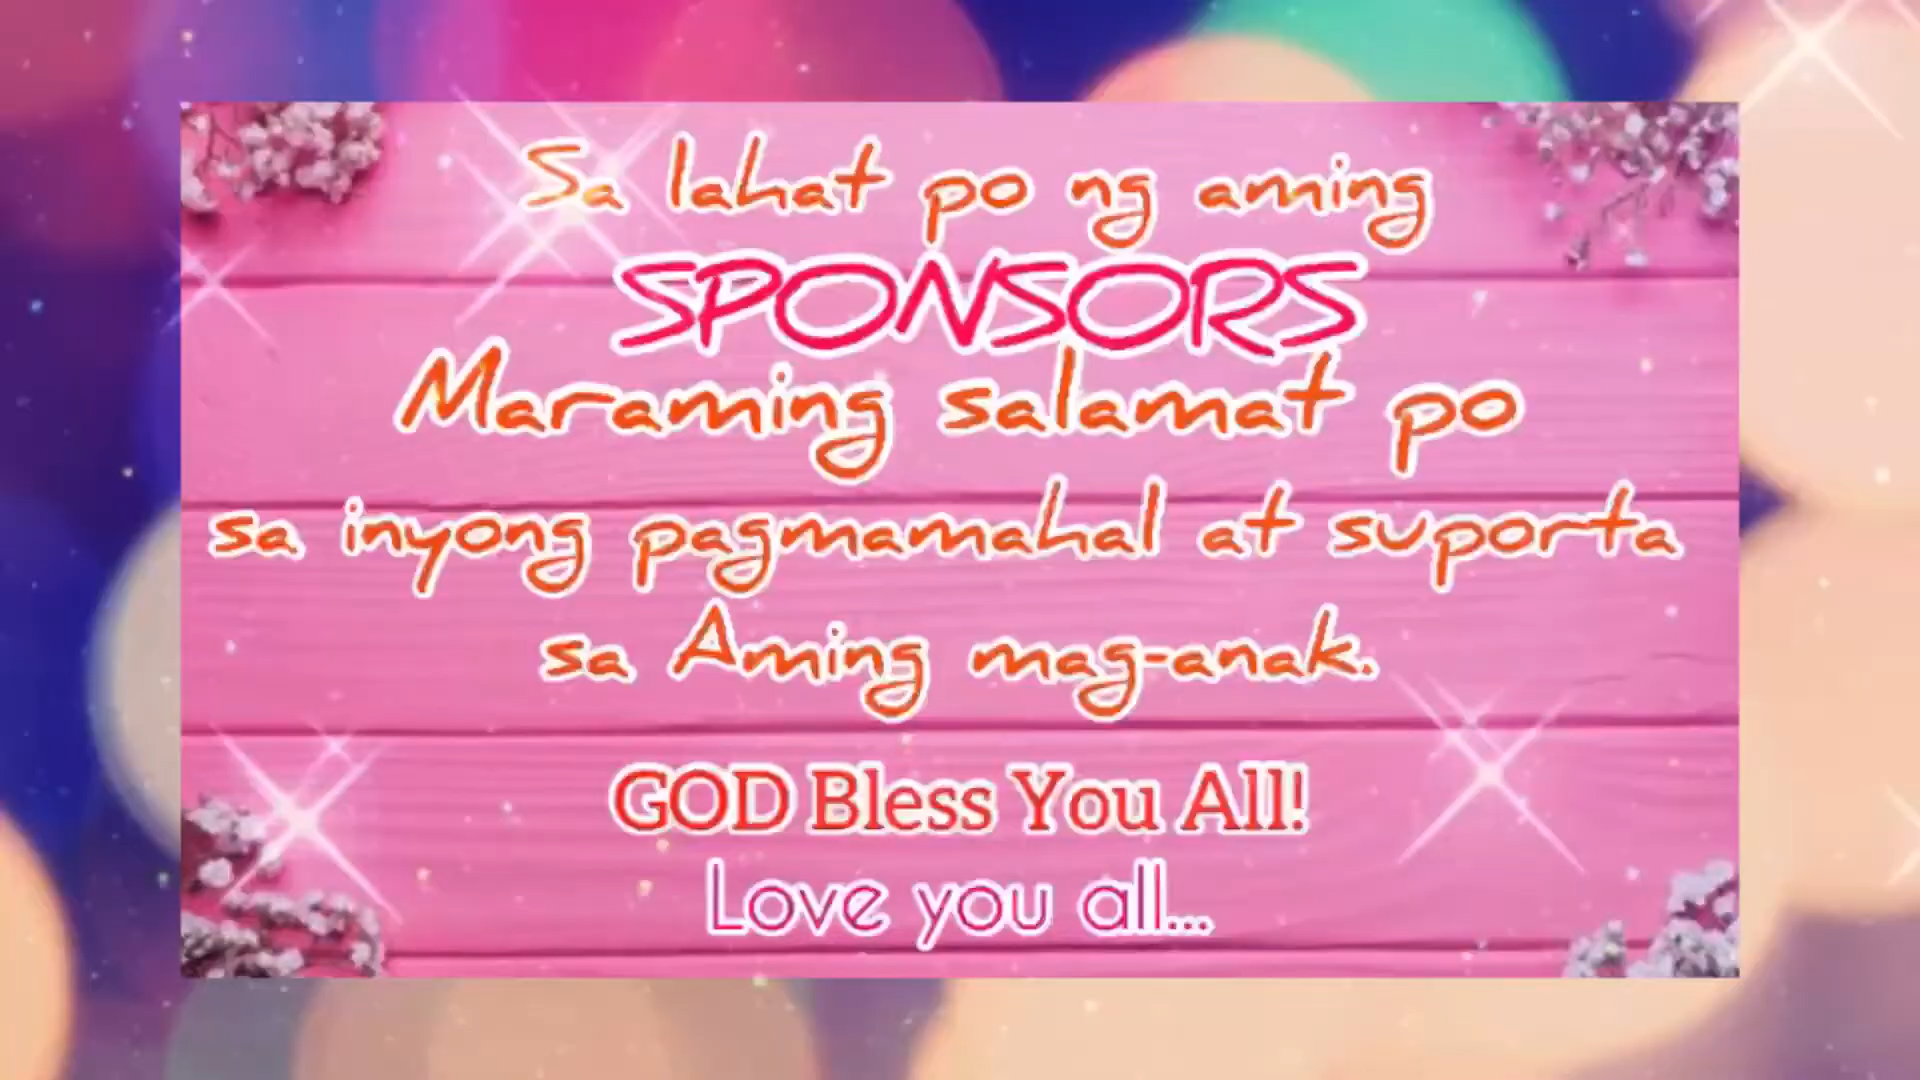 Sa lahat po ng aming
SPONSORS
Maraming salamat po
sa inyong pagmamahal at suporta
sa Aming mag-anak.
GOD Bless You All!
Love you all...